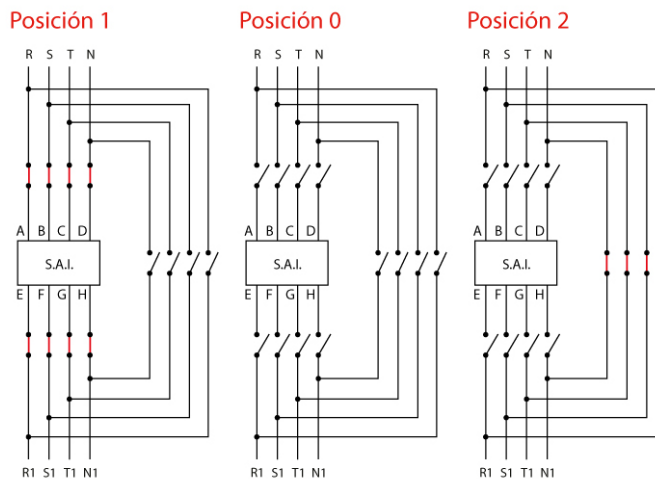 Posición 1 Posición 0 Posición 2
R S T N R S T N R S T N
A B C D A B C D A B C D
S.A.I. S.A.I. S.A.I.
E F G H E F G H E F G H
R1 S1 T1 N1 R1 S1 T1 N1 R1 S1 T1 N1